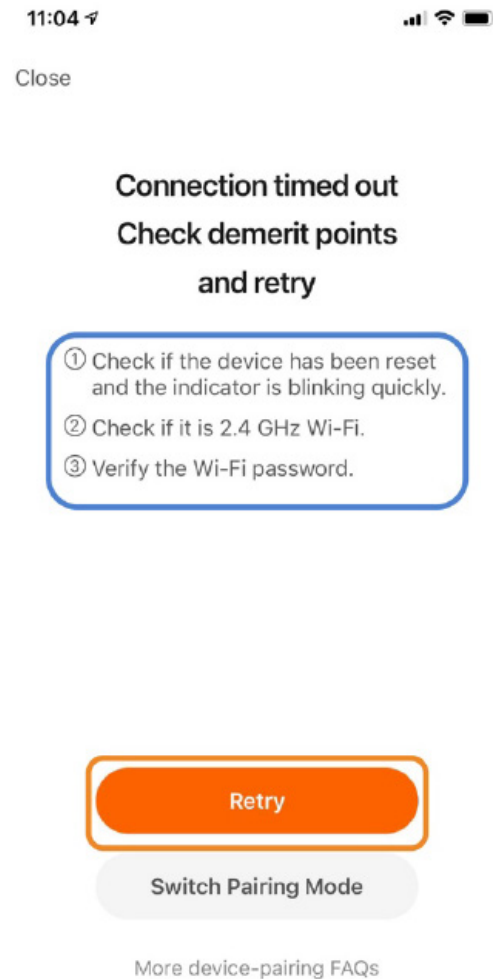 11:04
Close
Connection timed out
Check demerit points
and retry
① Check if the device has been reset
and the indicator is blinking quickly.
② Check if it is 2.4 GHz Wi-Fi.
③ Verify the Wi-Fi password.
Retry
Switch Pairing Mode
More device-pairing FAQs